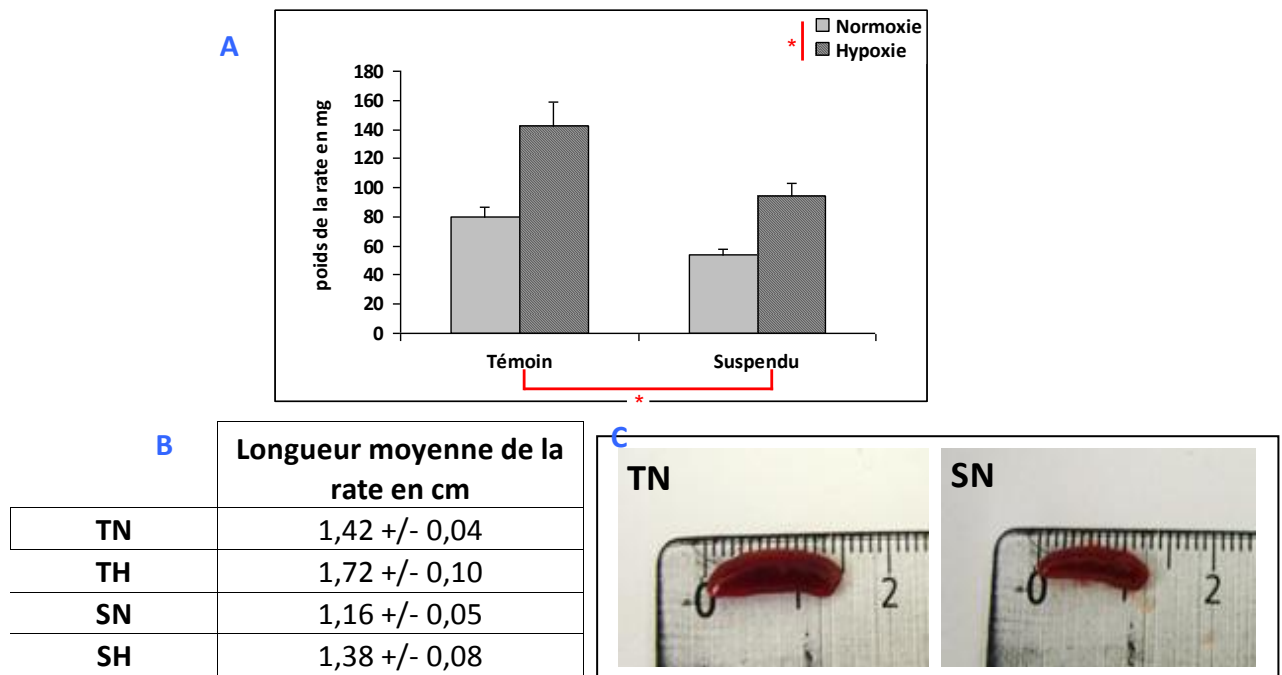 A
Normoxie
* Hypoxie
poids de la rate en mg
180
160
140
120
100
80
60
40
20
0
Témoin Suspendu
*
B
Longueur moyenne de la
rate en cm
TN 1,42 +/- 0,04
TH 1,72 +/- 0,10
SN 1,16 +/- 0,05
SH 1,38 +/- 0,08
C
TN
0 1 2
SN
0 1 2